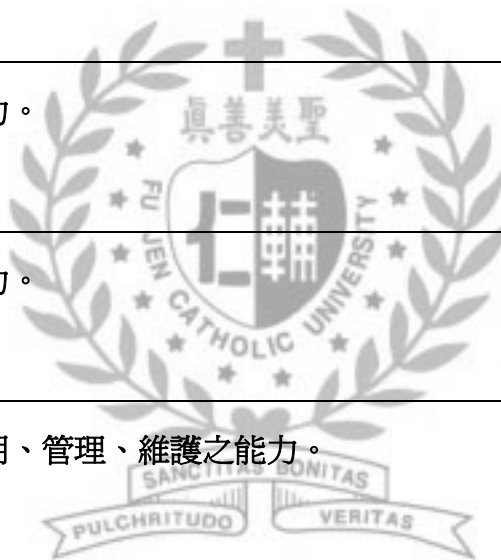 真善美聖
力。
FU JEN CATHOLIC UNIVERSITY
仁輔
力。
用、管理、維護之能力。
SANCTITAS BONITAS
PULCHRITUDO VERITAS